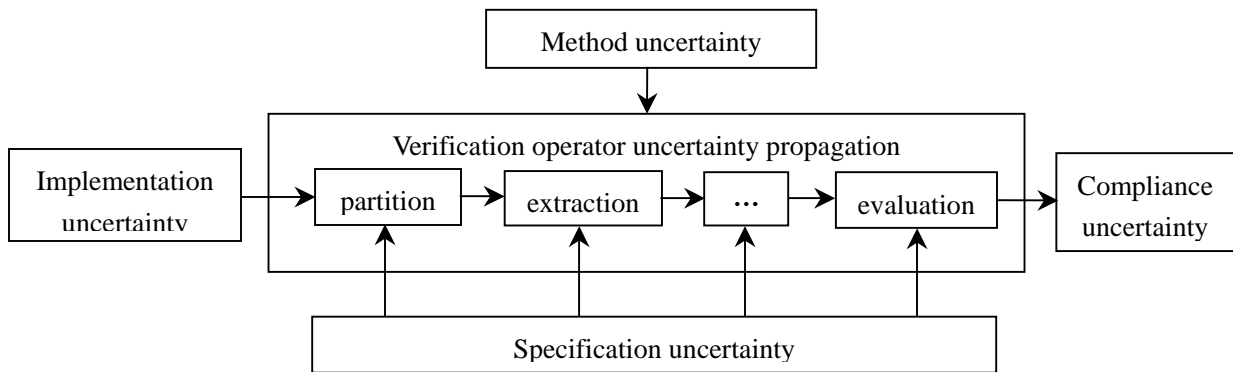 Method uncertainty
Verification operator uncertainty propagation
Implementation
uncertainty
partition
extraction
...
evaluation
Compliance
uncertainty
Specification uncertainty